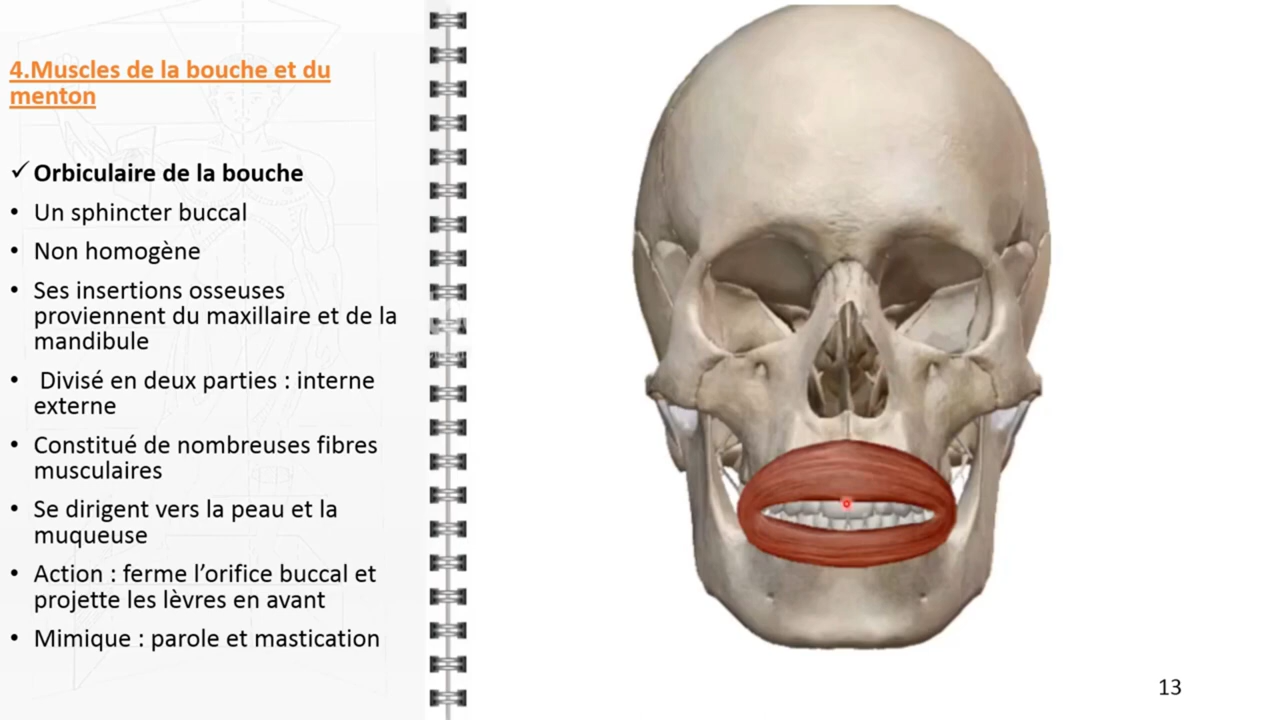 4.Muscles de la bouche et du
menton
✓ Orbiculaire de la bouche
• Un sphincter buccal
• Non homogène
• Ses insertions osseuses
proviennent du maxillaire et de la
mandibule
• Divisé en deux parties : interne
externe
• Constitué de nombreuses fibres
musculaires
• Se dirigent vers la peau et la
muqueuse
• Action : ferme l’orifice buccal et
projette les lèvres en avant
• Mimique : parole et mastication
13